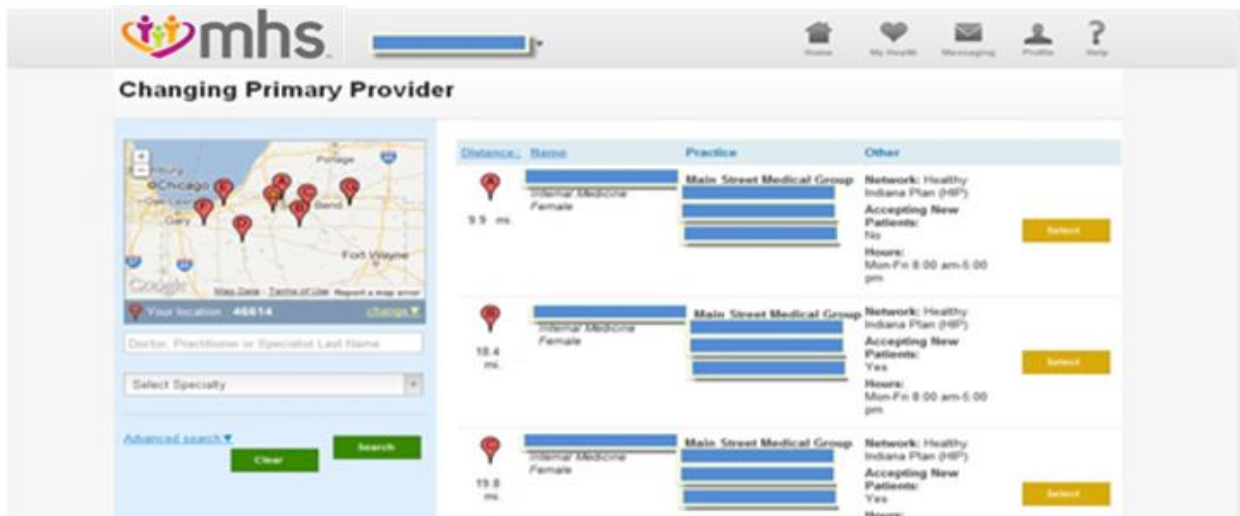 mhs
Home
My Health
Messaging
Profile
Help
Changing Primary Provider
Portage
Chicago
Gary
Bend
Fort Wayne
Google
Map Data
Terms of Use
Report a map error
Your location : 46614
change ▼
Doctor, Practitioner or Specialist Last Name
Select Specialty
Advanced search ▼
Clear
Search
Distance
Name
Practice
Other
A
9.9 mi.
Internal Medicine
Female
Main Street Medical Group
Network: Healthy
Indiana Plan (HIP)
Accepting New
Patients:
No
Hours:
Mon-Fri 8:00 am-5:00
pm
Select
18.4
mi.
Internal Medicine
Female
Main Street Medical Group
Network: Healthy
Indiana Plan (HIP)
Accepting New
Patients:
Yes
Hours:
Mon-Fri 8:00 am-5:00
pm
Select
19.8
mi.
Internal Medicine
Female
Main Street Medical Group
Network: Healthy
Indiana Plan (HIP)
Accepting New
Patients:
Yes
Hours:
Select